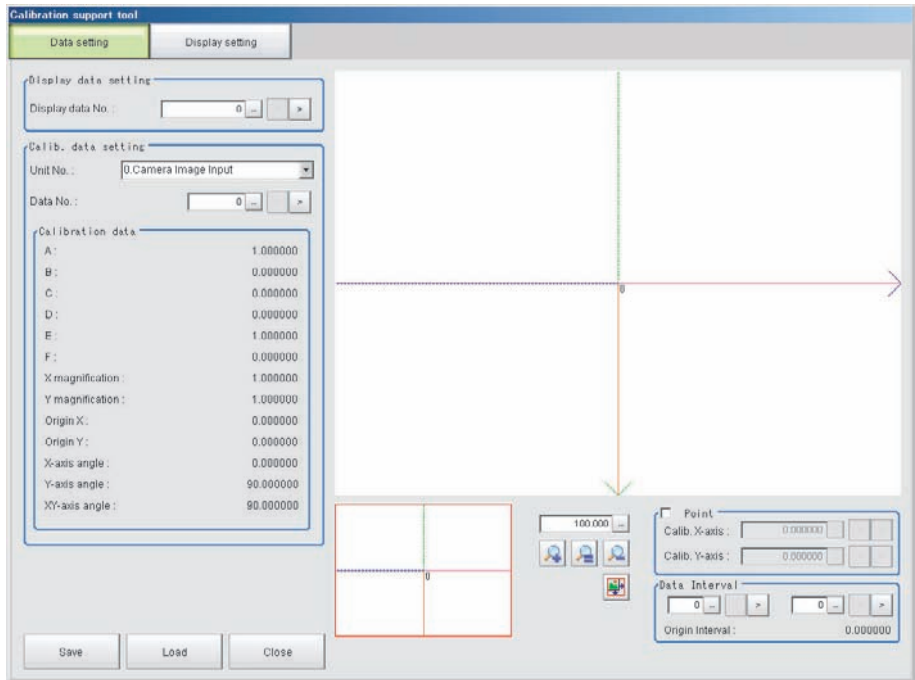 Calibration support tool
Data setting
Display setting
Display data setting
Display data No. :
0 ... >
Calib. data setting
Unit No. :
0.Camera Image Input
Data No. :
0 ... >
Calibration data
A : 1.000000
B : 0.000000
C : 0.000000
D : 0.000000
E : 1.000000
F : 0.000000
X magnification : 1.000000
Y magnification : 1.000000
Origin X : 0.000000
Origin Y : 0.000000
X-axis angle : 0.000000
Y-axis angle : 90.000000
XY-axis angle : 90.000000
Save
Load
Close
0
0
100.000 ...
Point
Calib. X-axis : 0.000000
Calib. Y-axis : 0.000000
Data Interval
0 ... > 0 ... >
Origin Interval : 0.000000